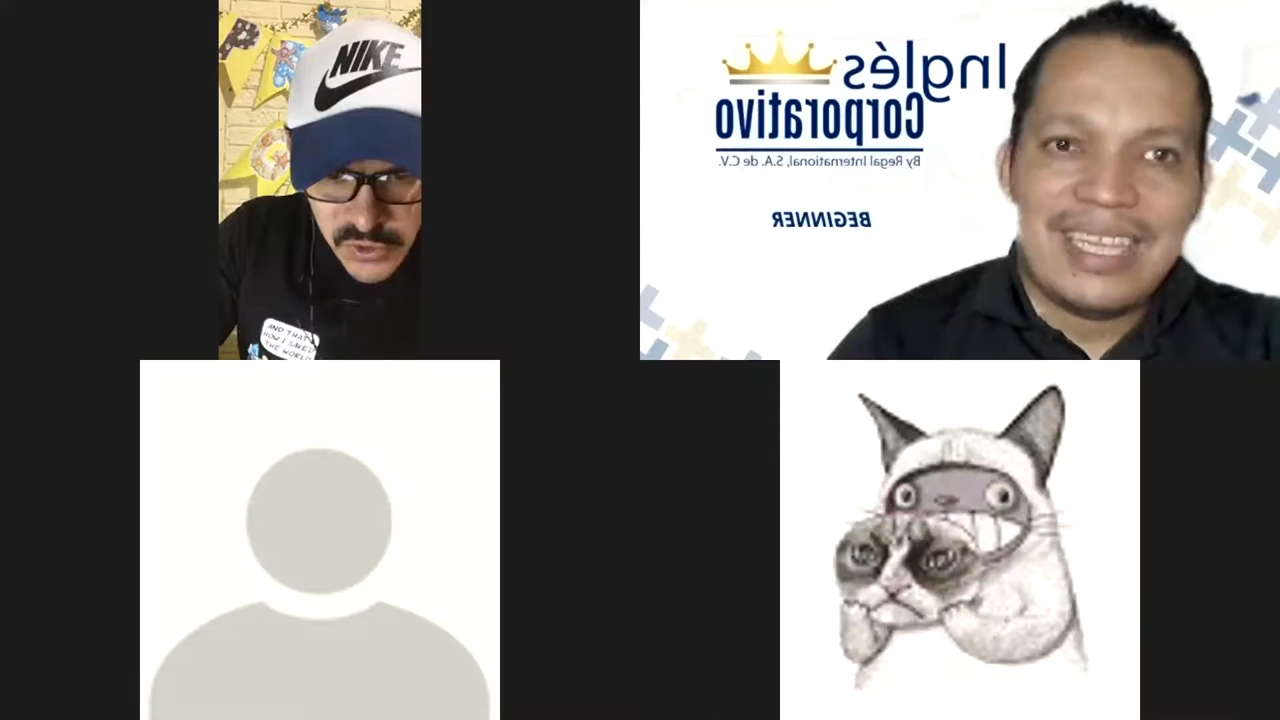 NIKE
AND THAT'S
HOW I SAVED
THE WORLD
Inglés
Corporativo
By Regal International, S.A. de C.V.
BEGINNER